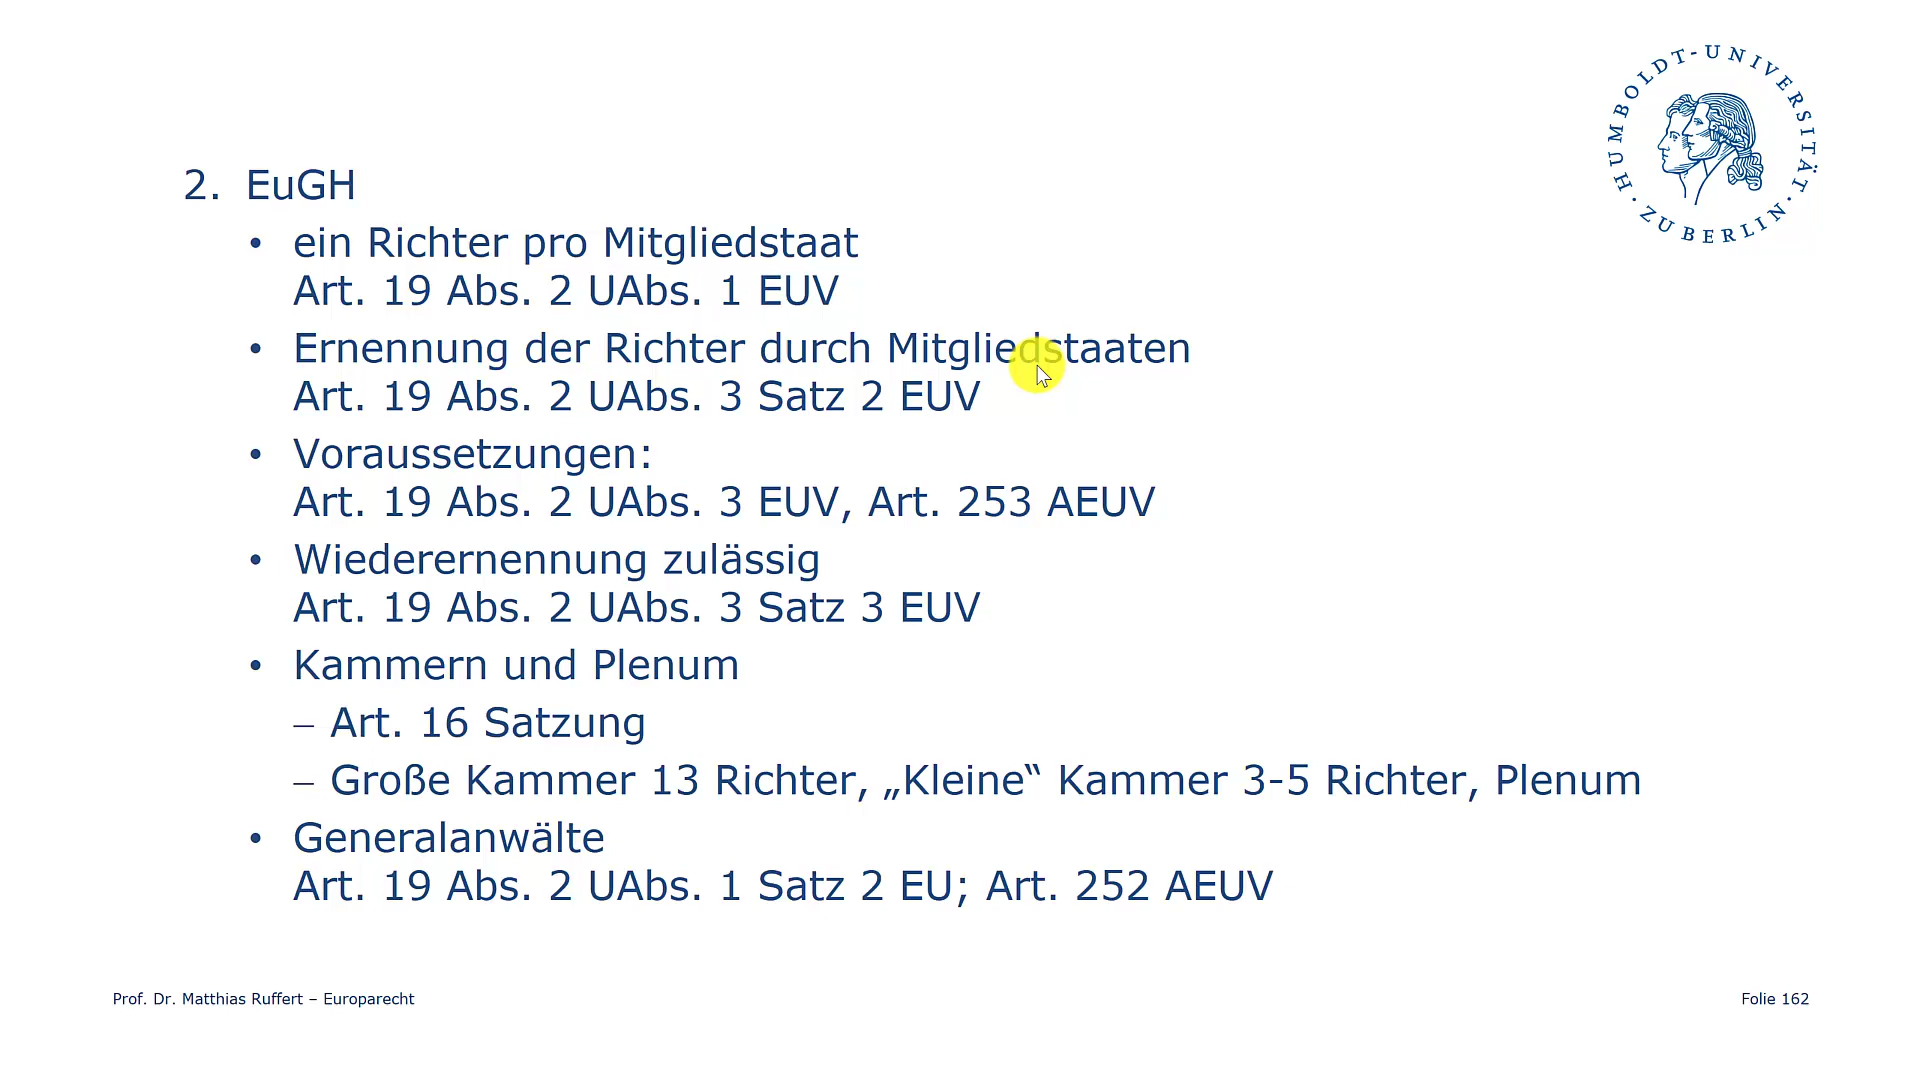 HUMBOLDT-UNIVERSITÄT · ZU BERLIN ·
2. EuGH
• ein Richter pro Mitgliedstaat
Art. 19 Abs. 2 UAbs. 1 EUV
• Ernennung der Richter durch Mitgliedstaaten
Art. 19 Abs. 2 UAbs. 3 Satz 2 EUV
• Voraussetzungen:
Art. 19 Abs. 2 UAbs. 3 EUV, Art. 253 AEUV
• Wiederernennung zulässig
Art. 19 Abs. 2 UAbs. 3 Satz 3 EUV
• Kammern und Plenum
– Art. 16 Satzung
– Große Kammer 13 Richter, „Kleine“ Kammer 3-5 Richter, Plenum
• Generalanwälte
Art. 19 Abs. 2 UAbs. 1 Satz 2 EU; Art. 252 AEUV
Prof. Dr. Matthias Ruffert – Europarecht
Folie 162